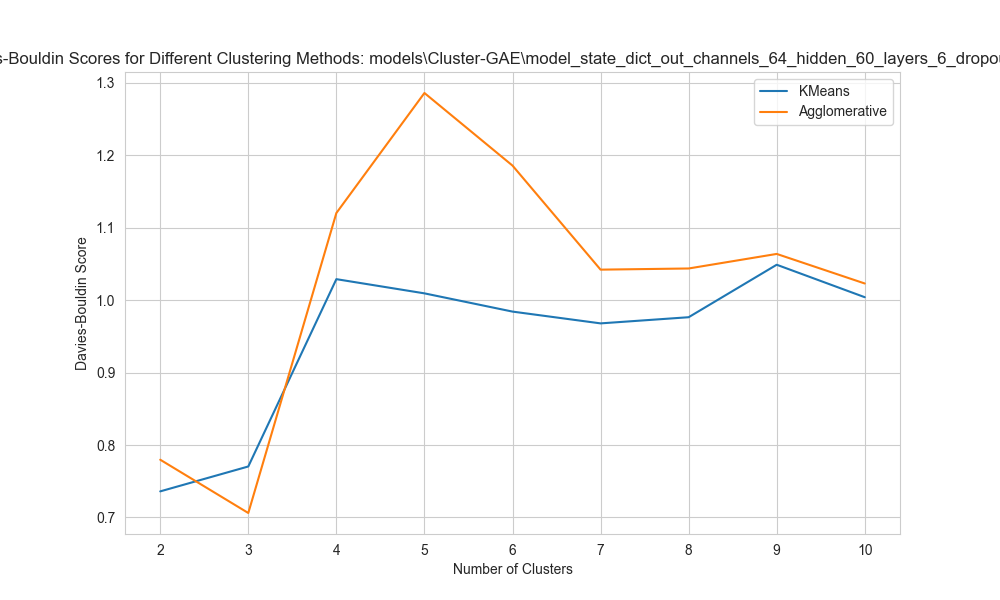 s-Bouldin Scores for Different Clustering Methods: models\Cluster-GAE\model_state_dict_out_channels_64_hidden_60_layers_6_dropou
KMeans
Agglomerative
1.3
1.2
1.1
1.0
0.9
0.8
0.7
Davies-Bouldin Score
2 3 4 5 6 7 8 9 10
Number of Clusters